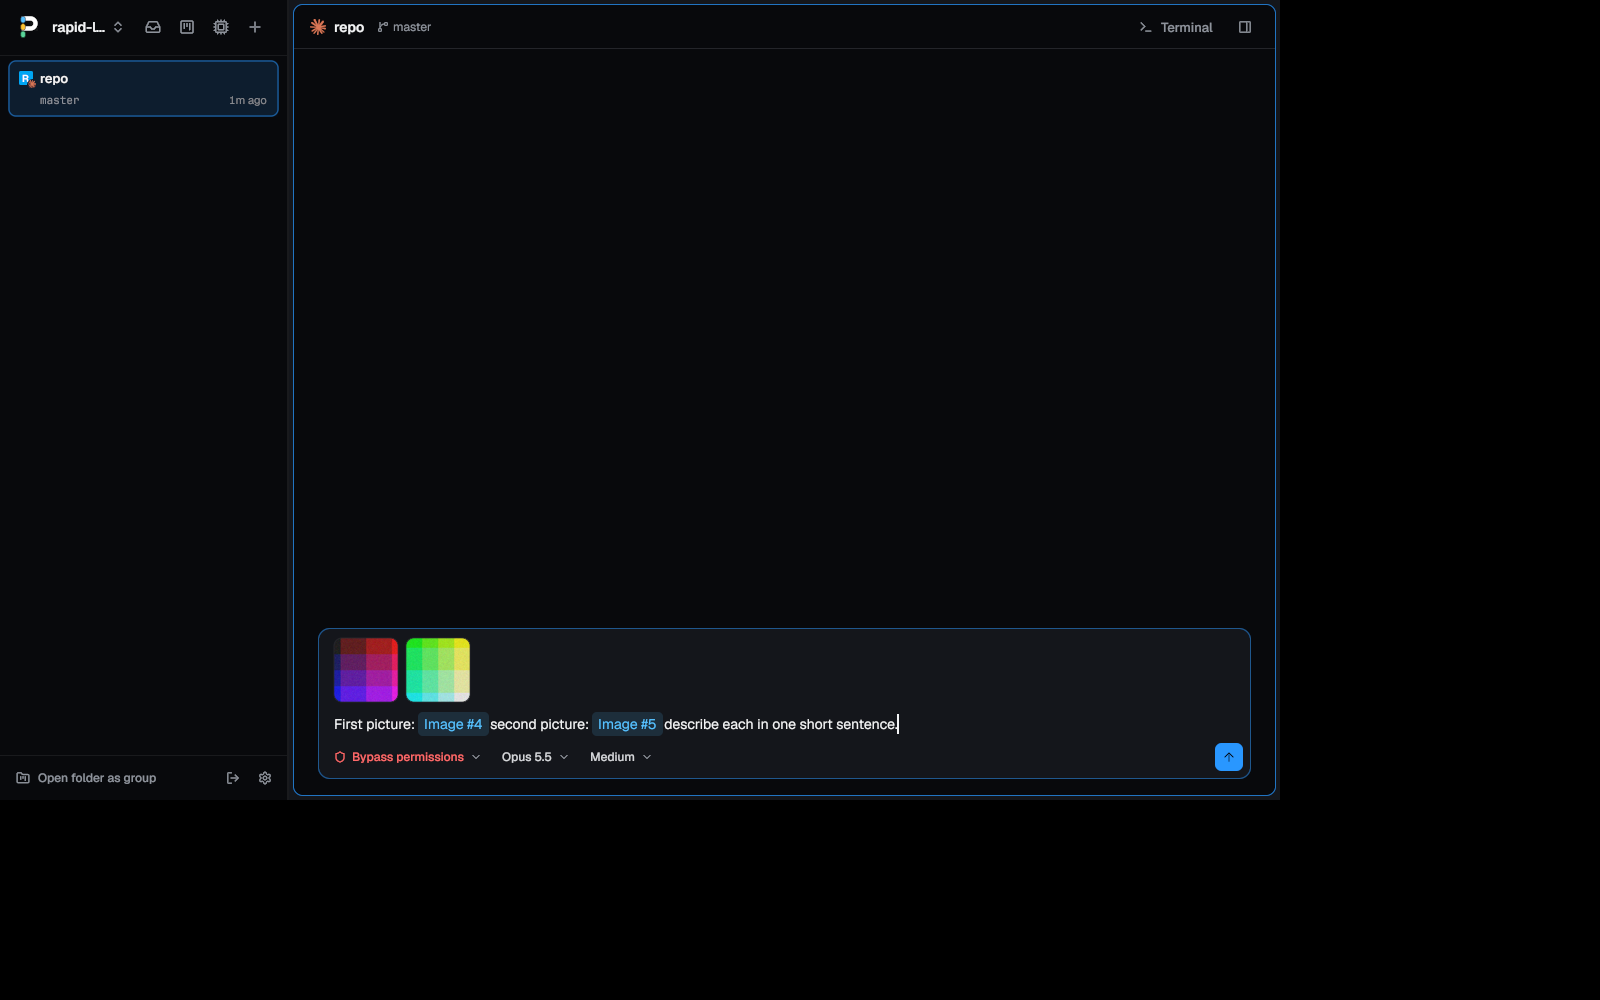 rapid-L...
repo
master
1m ago
Open folder as group
repo
master
Terminal
First picture: Image #4 second picture: Image #5 describe each in one short sentence.
Bypass permissions
Opus 5.5
Medium